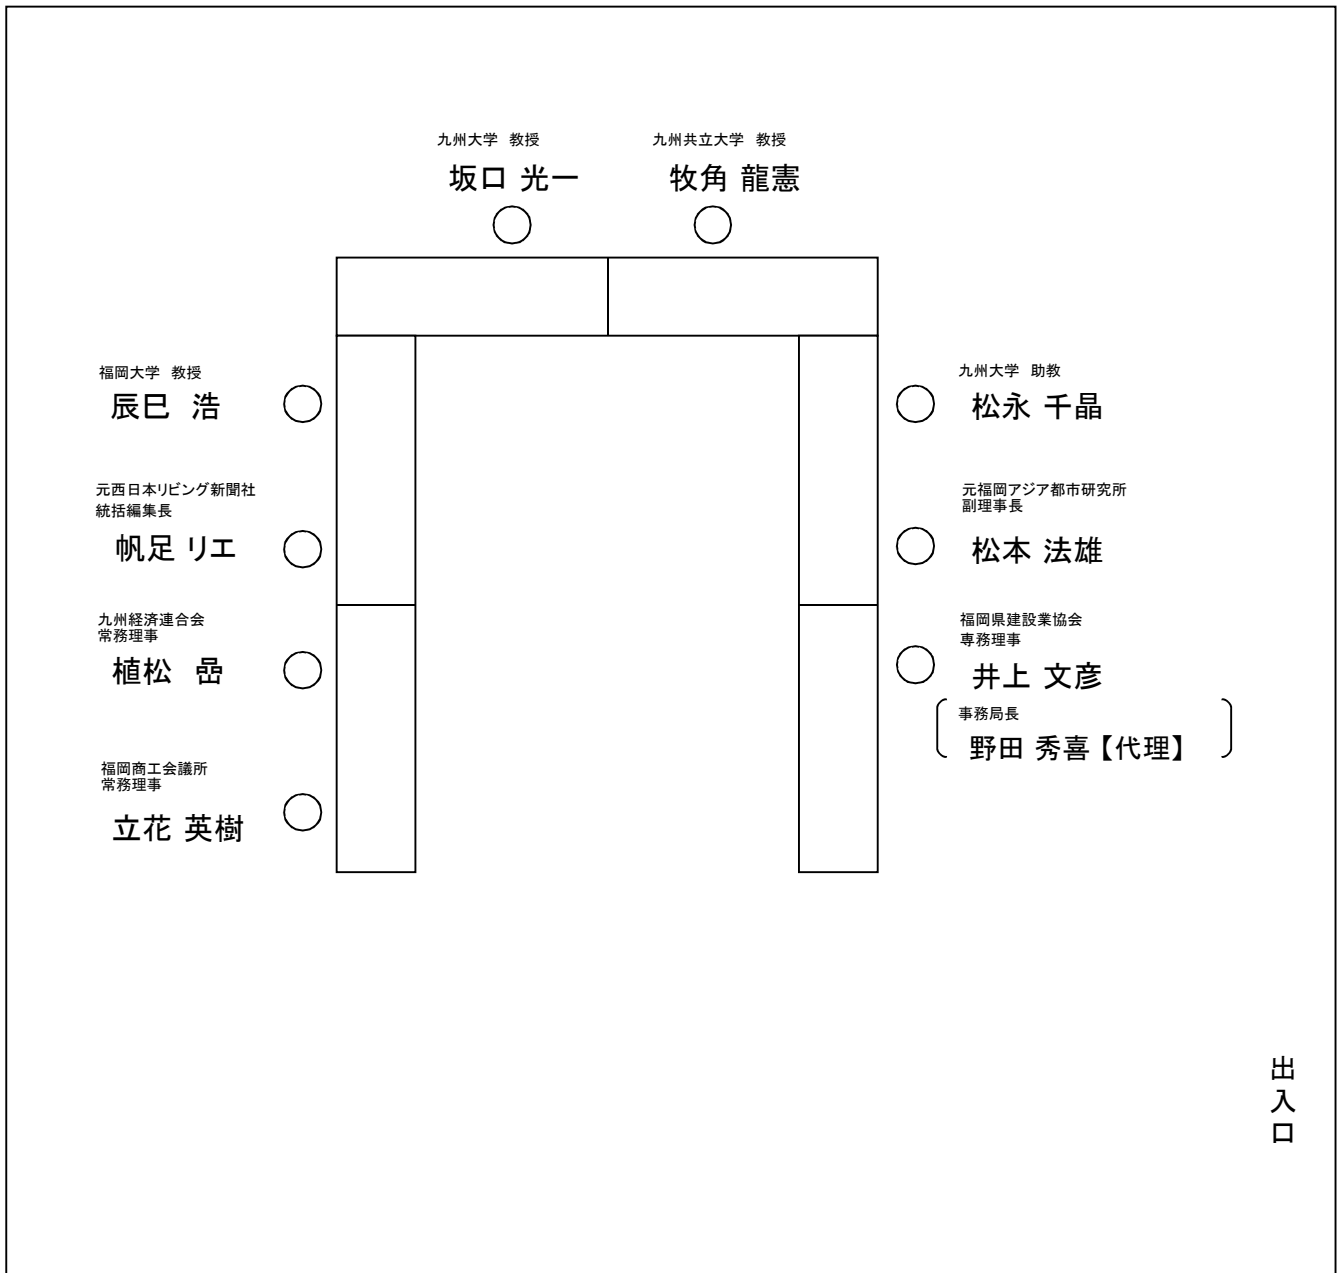 九州大学 教授
坂口 光一
九州共立大学 教授
牧角 龍憲
福岡大学 教授
辰巳 浩
元西日本リビング新聞社
統括編集長
帆足 リエ
九州経済連合会
常務理事
植松 嵒
福岡商工会議所
常務理事
立花 英樹
九州大学 助教
松永 千晶
元福岡アジア都市研究所
副理事長
松本 法雄
福岡県建設業協会
専務理事
井上 文彦
事務局長
野田 秀喜【代理】
出入口